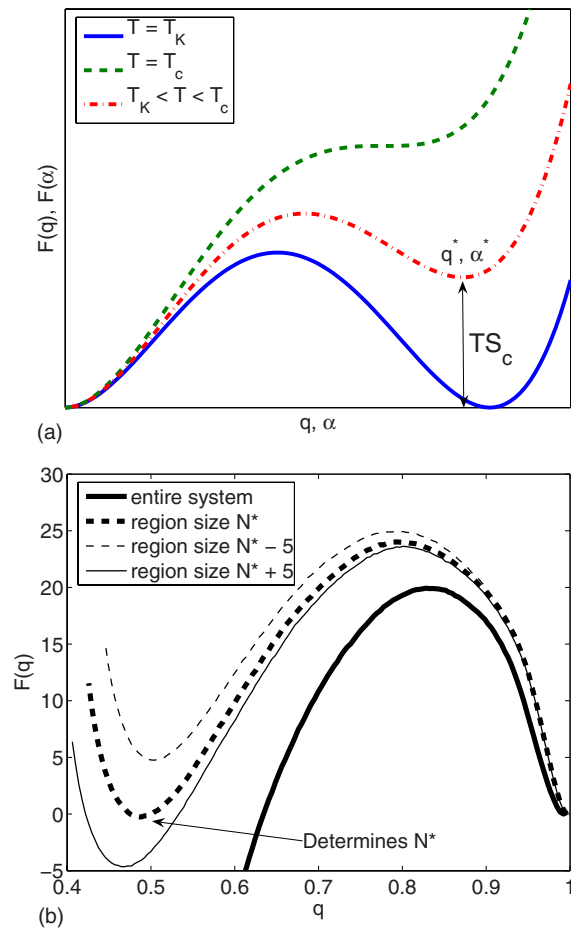 T = T_K
T = T_c
T_K < T < T_c
F(q), F(α)
q*, α*
TS_c
q, α
(a)
30
25
20
15
10
5
0
−5
F(q)
entire system
region size N*
region size N* − 5
region size N* + 5
Determines N*
0.4 0.5 0.6 0.7 0.8 0.9 1
q
(b)